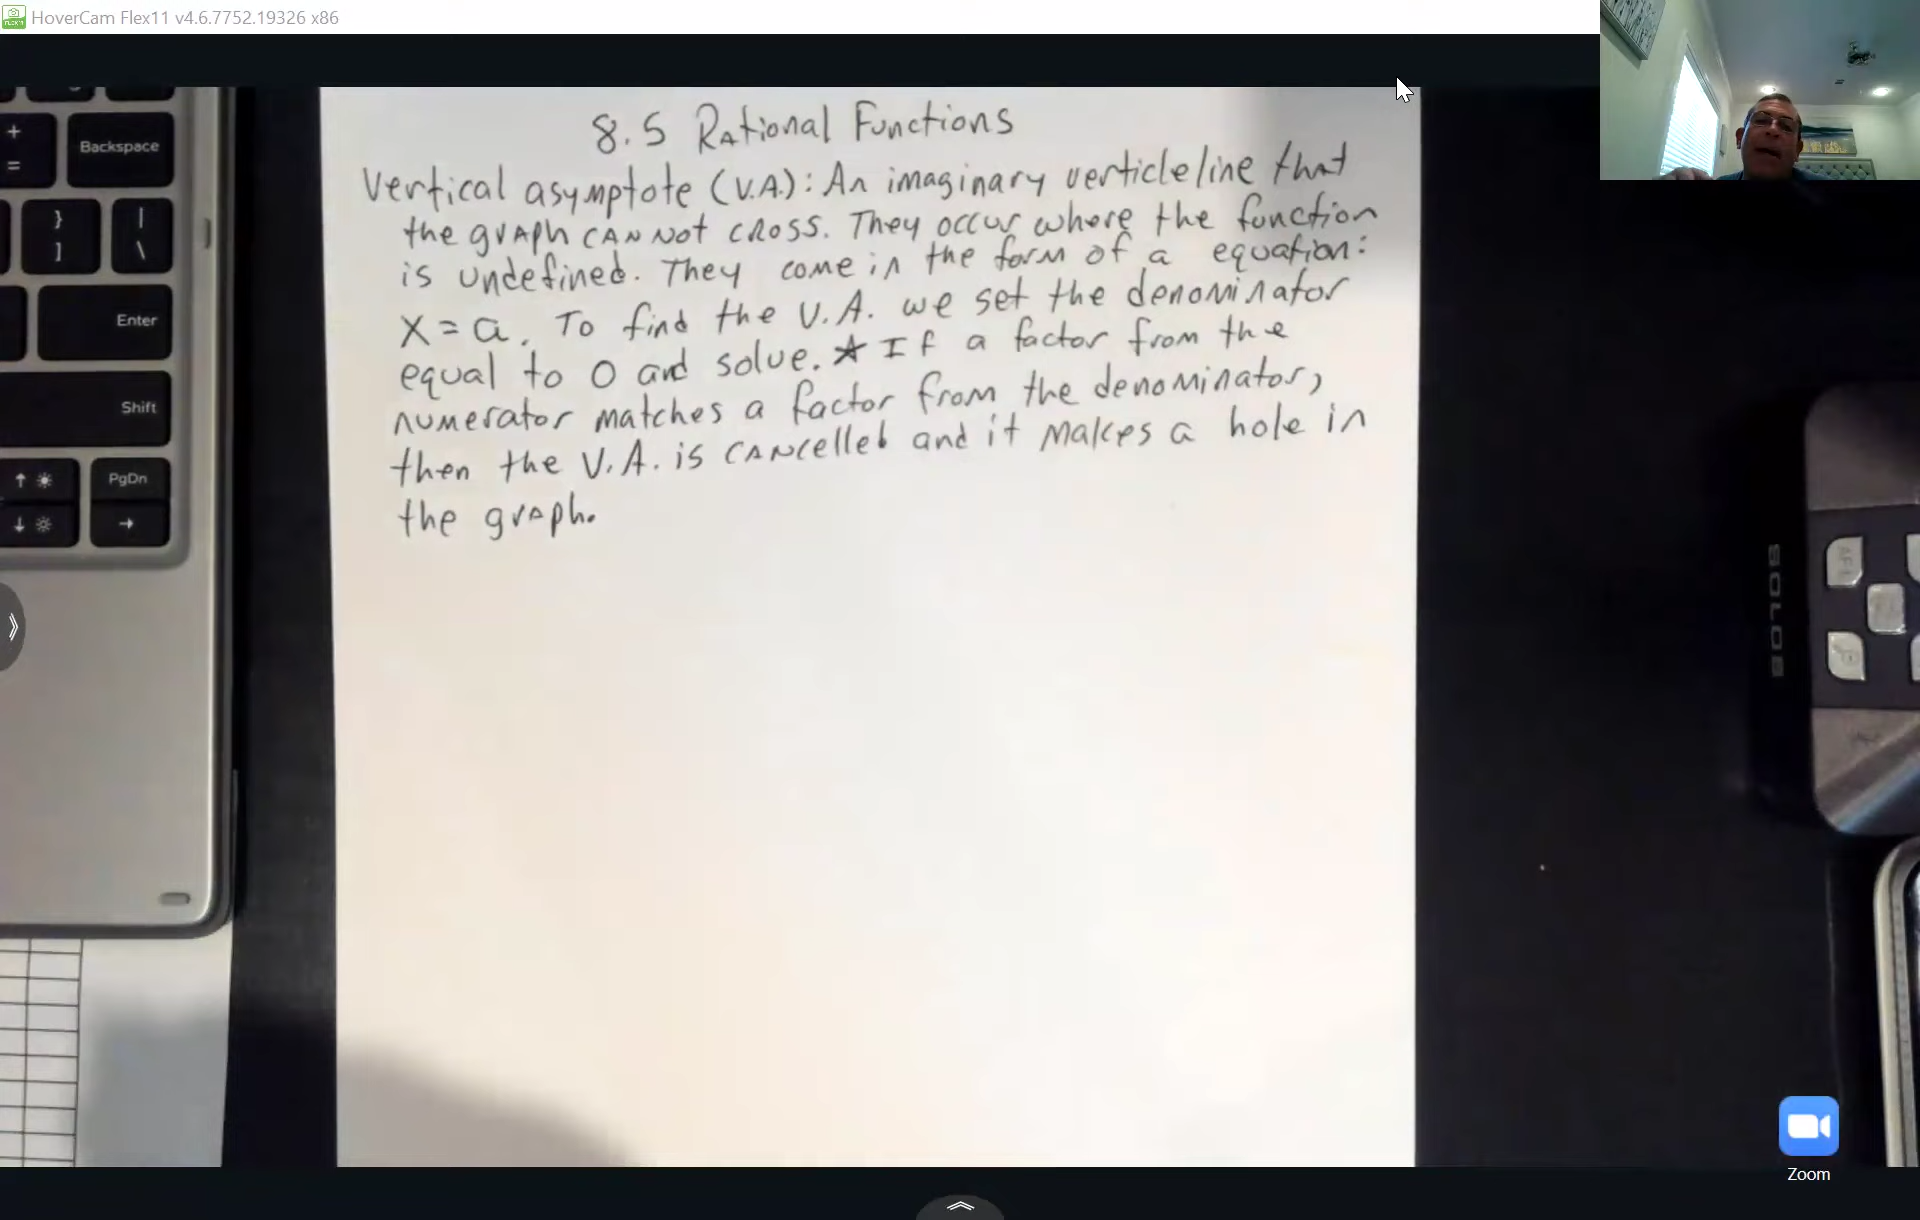 HoverCam Flex11 v4.6.7752.19326 x86
8.5 Rational Functions
Vertical asymptote (V.A.): An imaginary verticle line that
the graph cannot cross. They occur where the function
is undefined. They come in the form of a equation:
x = a. To find the V.A. we set the denominator
equal to 0 and solve. ★ If a factor from the
numerator matches a factor from the denominator,
then the V.A. is cancelled and it makes a hole in
the graph.
+
=
Backspace
}
]
|
\
Enter
Shift
PgDn
SOLOS
Zoom